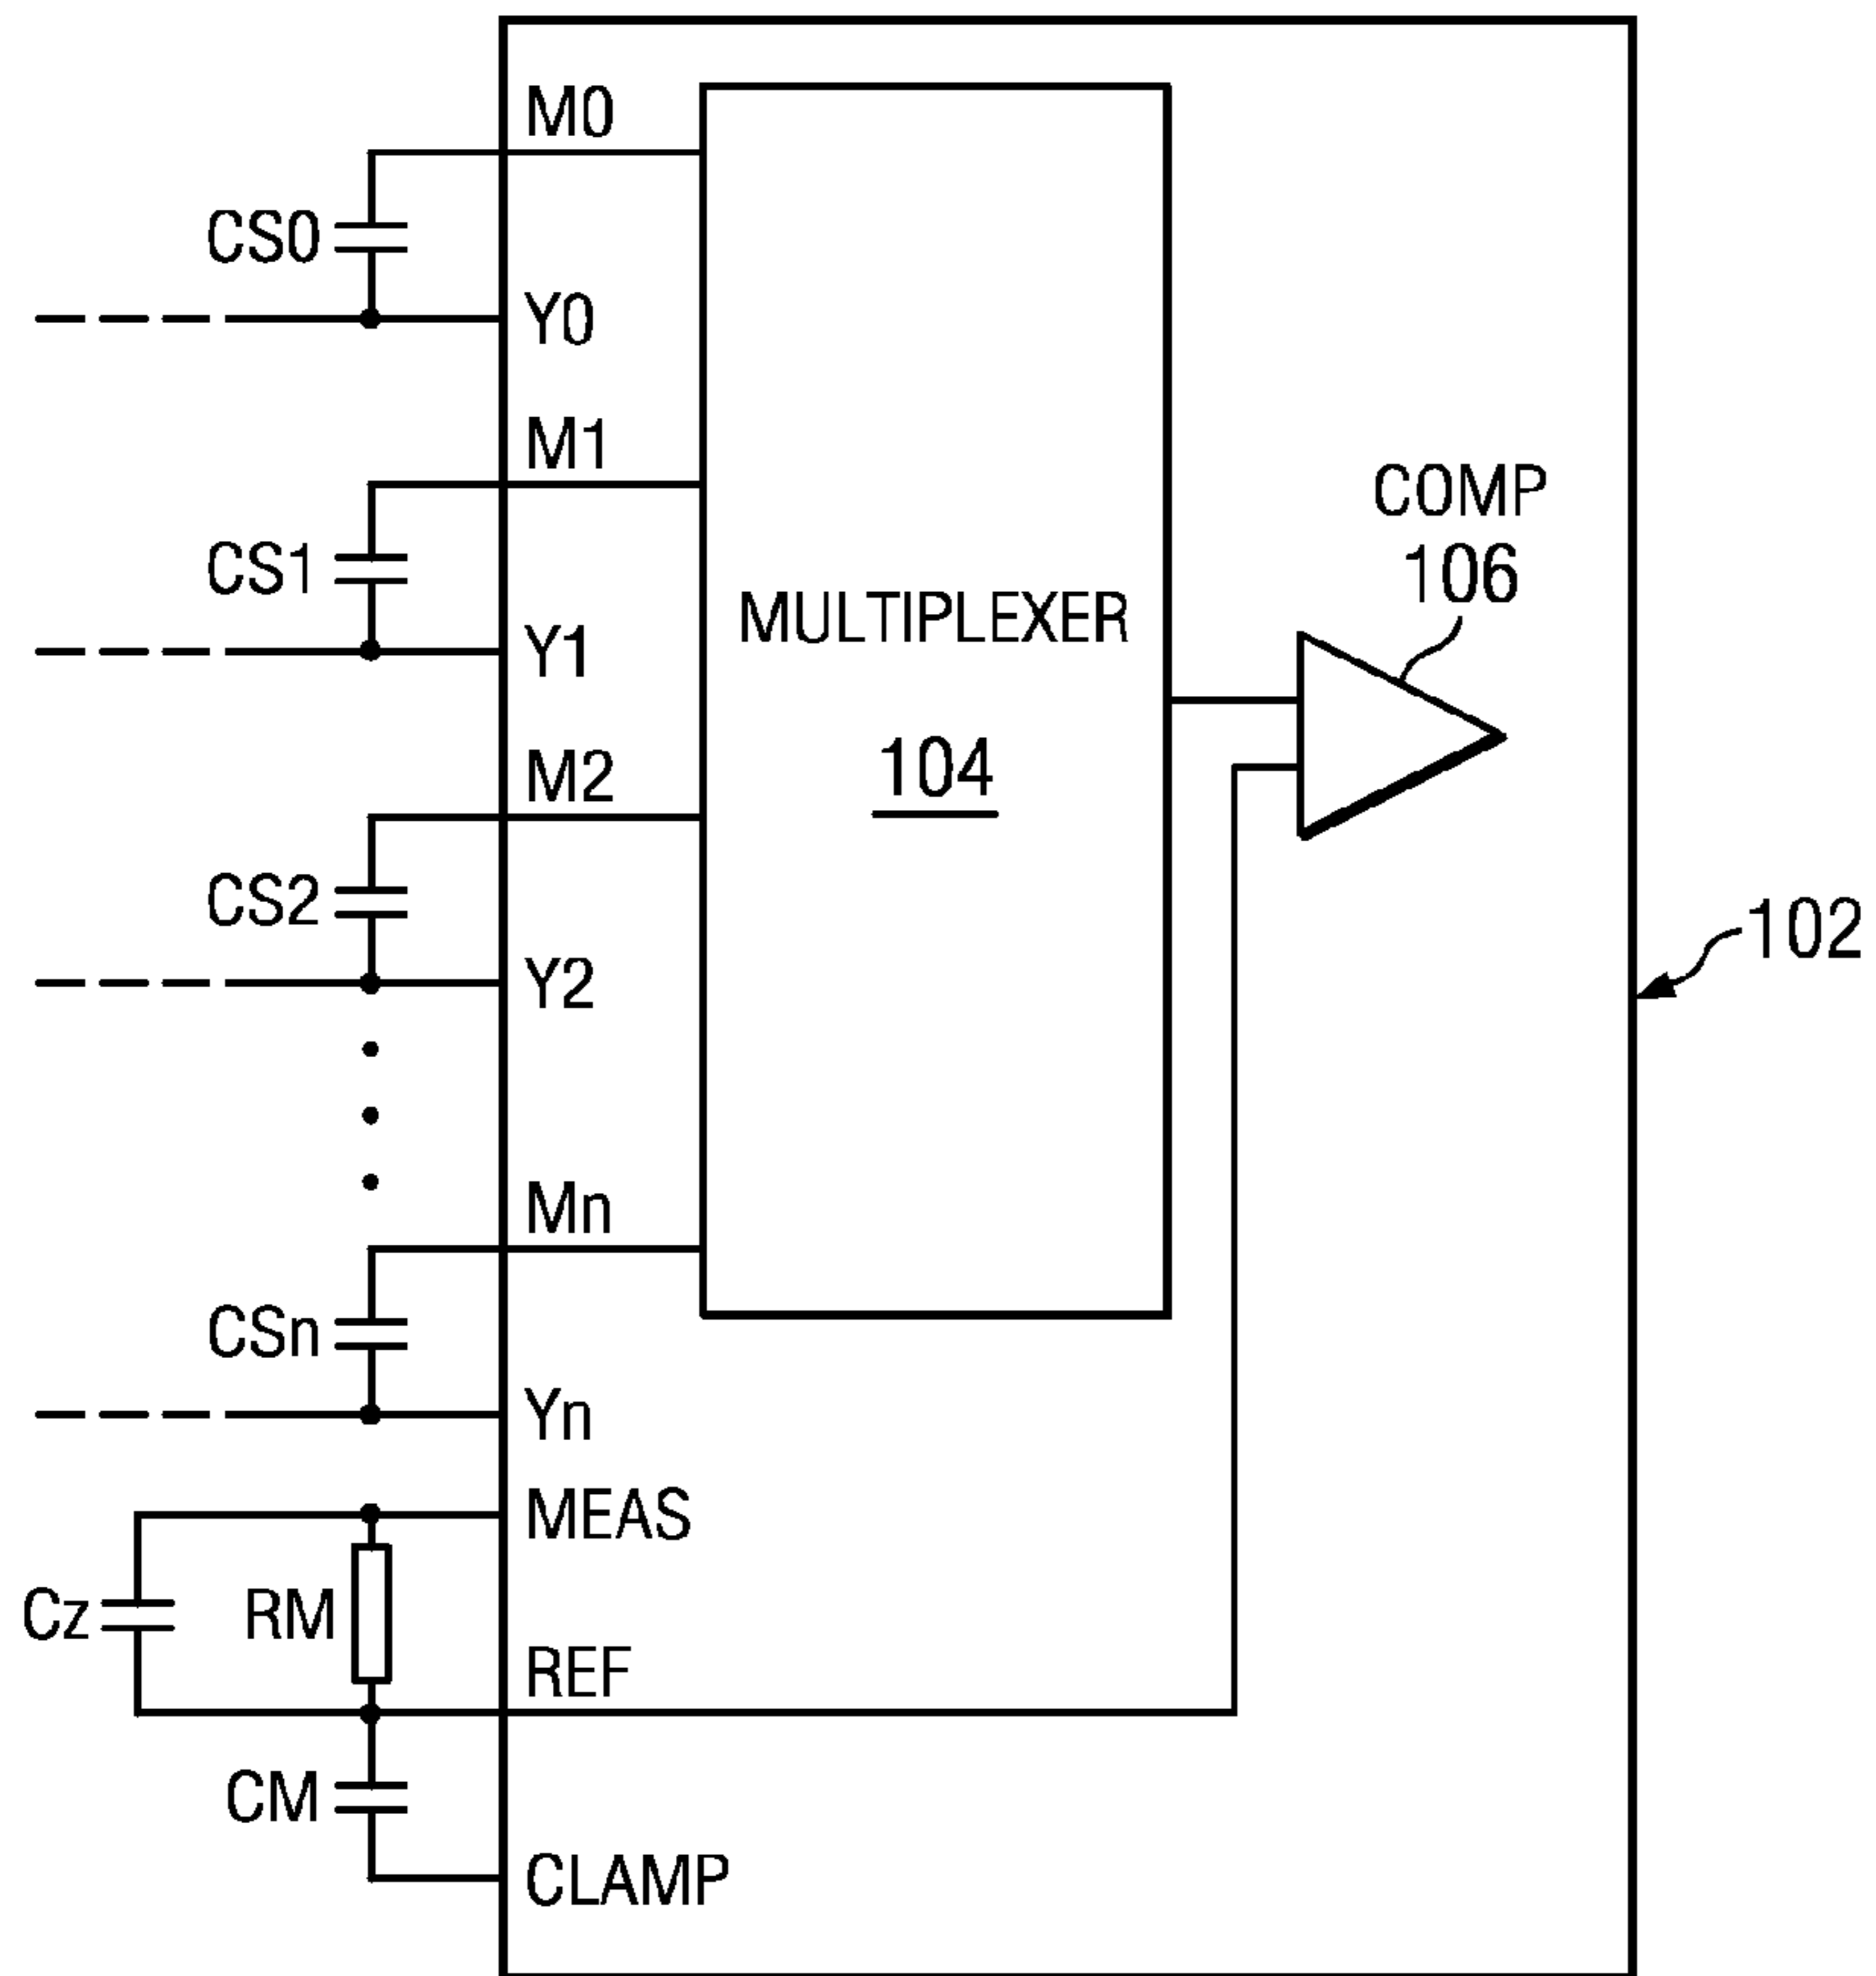 M0
CS0
Y0
M1
COMP
106
CS1
MULTIPLEXER
Y1
104
M2
CS2
102
Y2
Mn
CSn
Yn
MEAS
Cz
RM
REF
CM
CLAMP